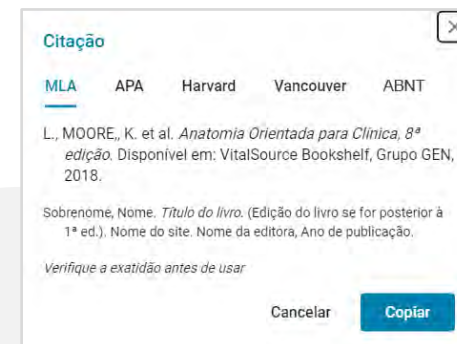 Citação
MLA APA Harvard Vancouver ABNT
L., MOORE,, K. et al. Anatomia Orientada para Clínica, 8ª
edição. Disponível em: VitalSource Bookshelf, Grupo GEN,
2018.
Sobrenome, Nome. Título do livro. (Edição do livro se for posterior à
1ª ed.). Nome do site. Nome da editora, Ano de publicação.
Verifique a exatidão antes de usar
Cancelar Copiar